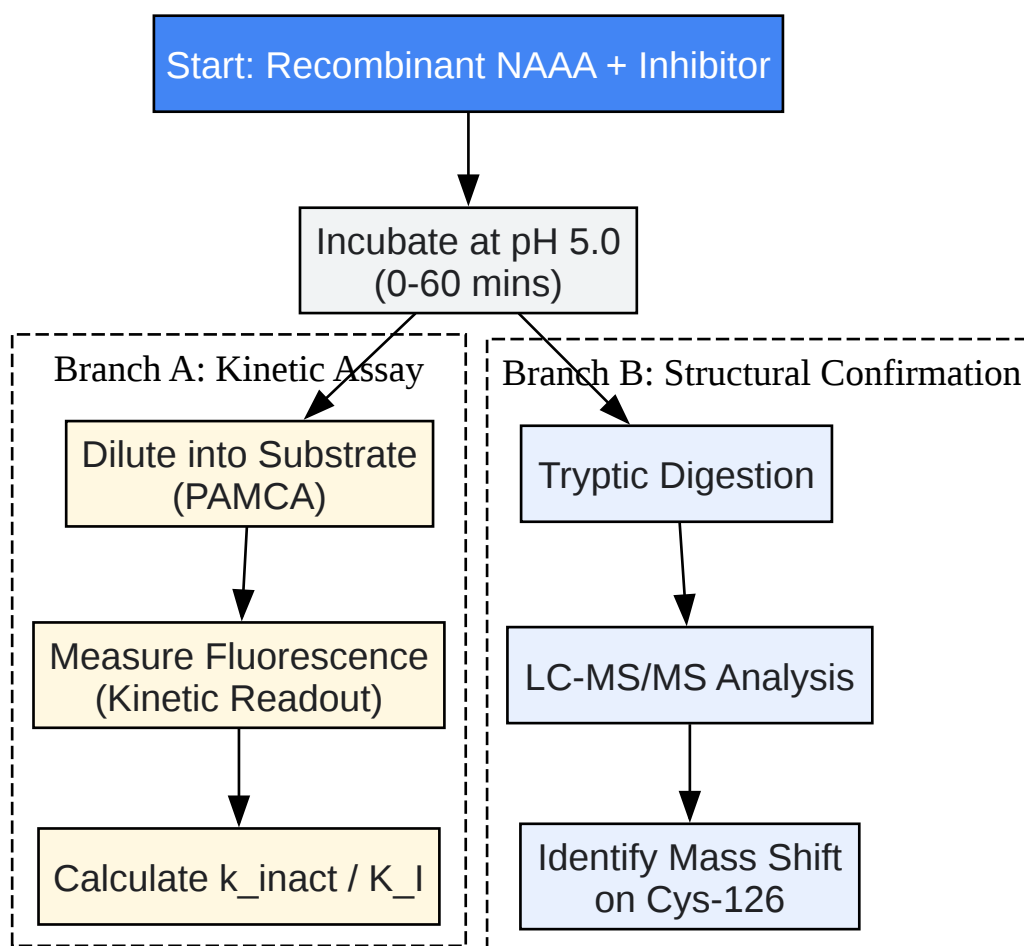 Start: Recombinant NAAA + Inhibitor
Incubate at pH 5.0
(0-60 mins)
Branch A: Kinetic Assay
Dilute into Substrate
(PAMCA)
Measure Fluorescence
(Kinetic Readout)
Calculate k_inact / K_I
Branch B: Structural Confirmation
Tryptic Digestion
LC-MS/MS Analysis
Identify Mass Shift
on Cys-126